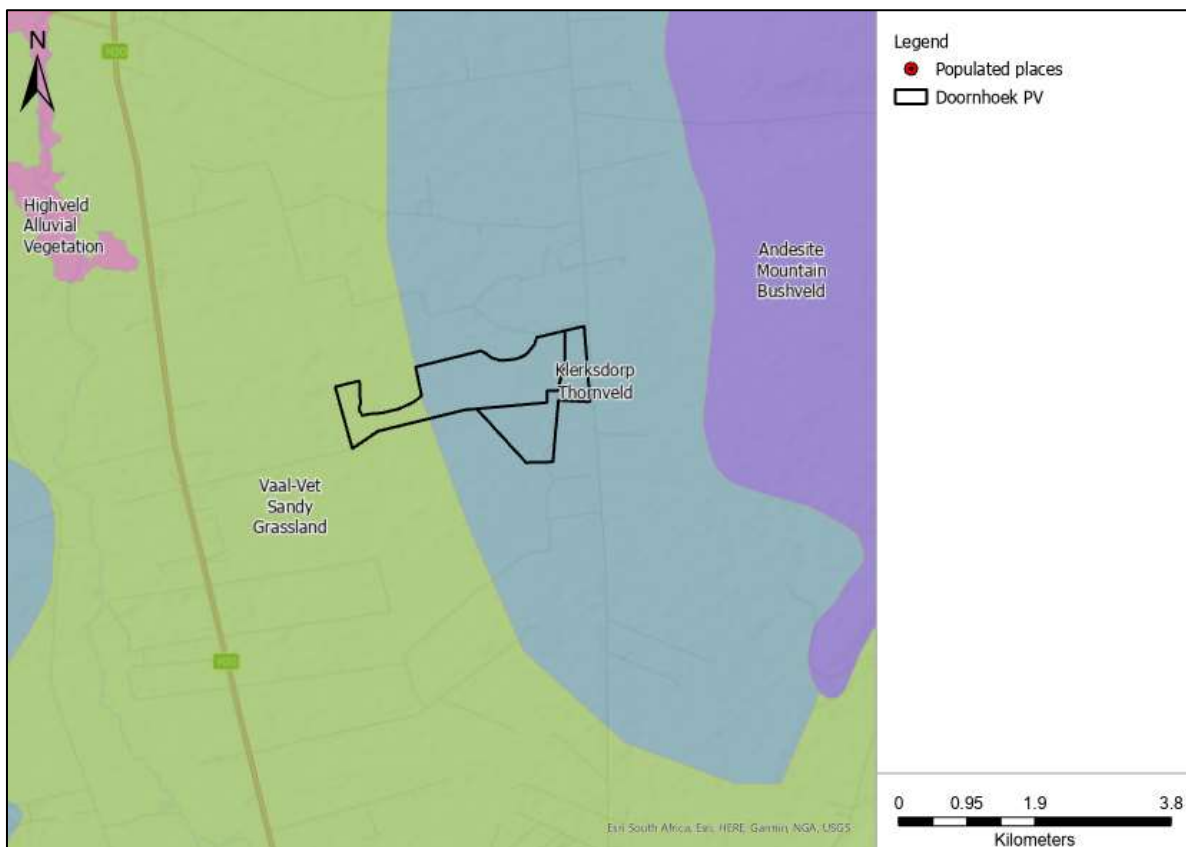 N
Highveld
Alluvial
Vegetation
Andesite
Mountain
Bushveld
Klerksdorp
Thornveld
Vaal-Vet
Sandy
Grassland
Esri South Africa, Esri, HERE, Garmin, NGA, USGS
Legend
Populated places
Doornhoek PV
0 0.95 1.9 3.8
Kilometers